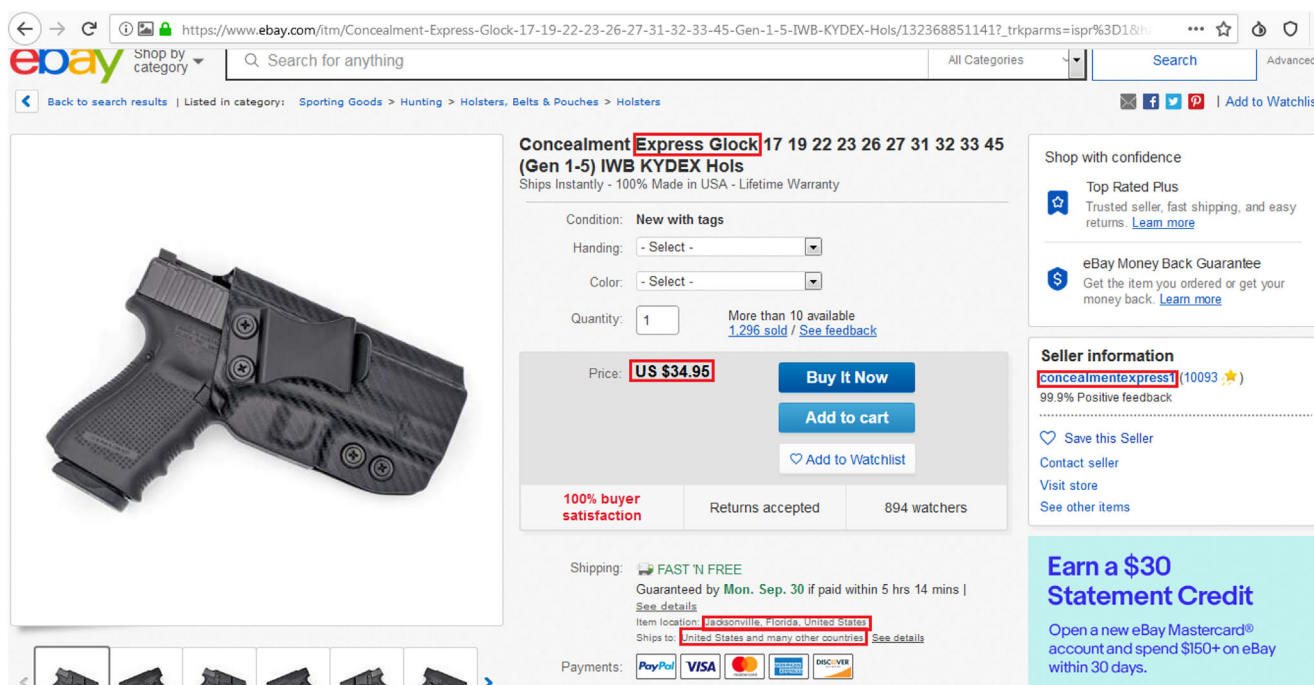 https://www.ebay.com/itm/Concealment-Express-Glock-17-19-22-23-26-27-31-32-33-45-Gen-1-5-IWB-KYDEX-Hols/132368851141?_trkparms=ispr%3D1&h
ebay
Shop by category
Search for anything
All Categories
Search
Advanced
Back to search results | Listed in category: Sporting Goods > Hunting > Holsters, Belts & Pouches > Holsters
| Add to Watchlis
Concealment Express Glock 17 19 22 23 26 27 31 32 33 45
(Gen 1-5) IWB KYDEX Hols
Ships Instantly - 100% Made in USA - Lifetime Warranty
Condition: New with tags
Handing: - Select -
Color: - Select -
Quantity: 1
More than 10 available
1,296 sold / See feedback
Price: US $34.95
Buy It Now
Add to cart
Add to Watchlist
100% buyer
satisfaction
Returns accepted
894 watchers
Shipping: FAST 'N FREE
Guaranteed by Mon. Sep. 30 if paid within 5 hrs 14 mins |
See details
Item location: Jacksonville, Florida, United States
Ships to: United States and many other countries | See details
Payments: PayPal VISA mastercard AMERICAN EXPRESS DISCOVER
Shop with confidence
Top Rated Plus
Trusted seller, fast shipping, and easy
returns. Learn more
eBay Money Back Guarantee
Get the item you ordered or get your
money back. Learn more
Seller information
concealmentexpress1 (10093)
99.9% Positive feedback
Save this Seller
Contact seller
Visit store
See other items
Earn a $30
Statement Credit
Open a new eBay Mastercard®
account and spend $150+ on eBay
within 30 days.